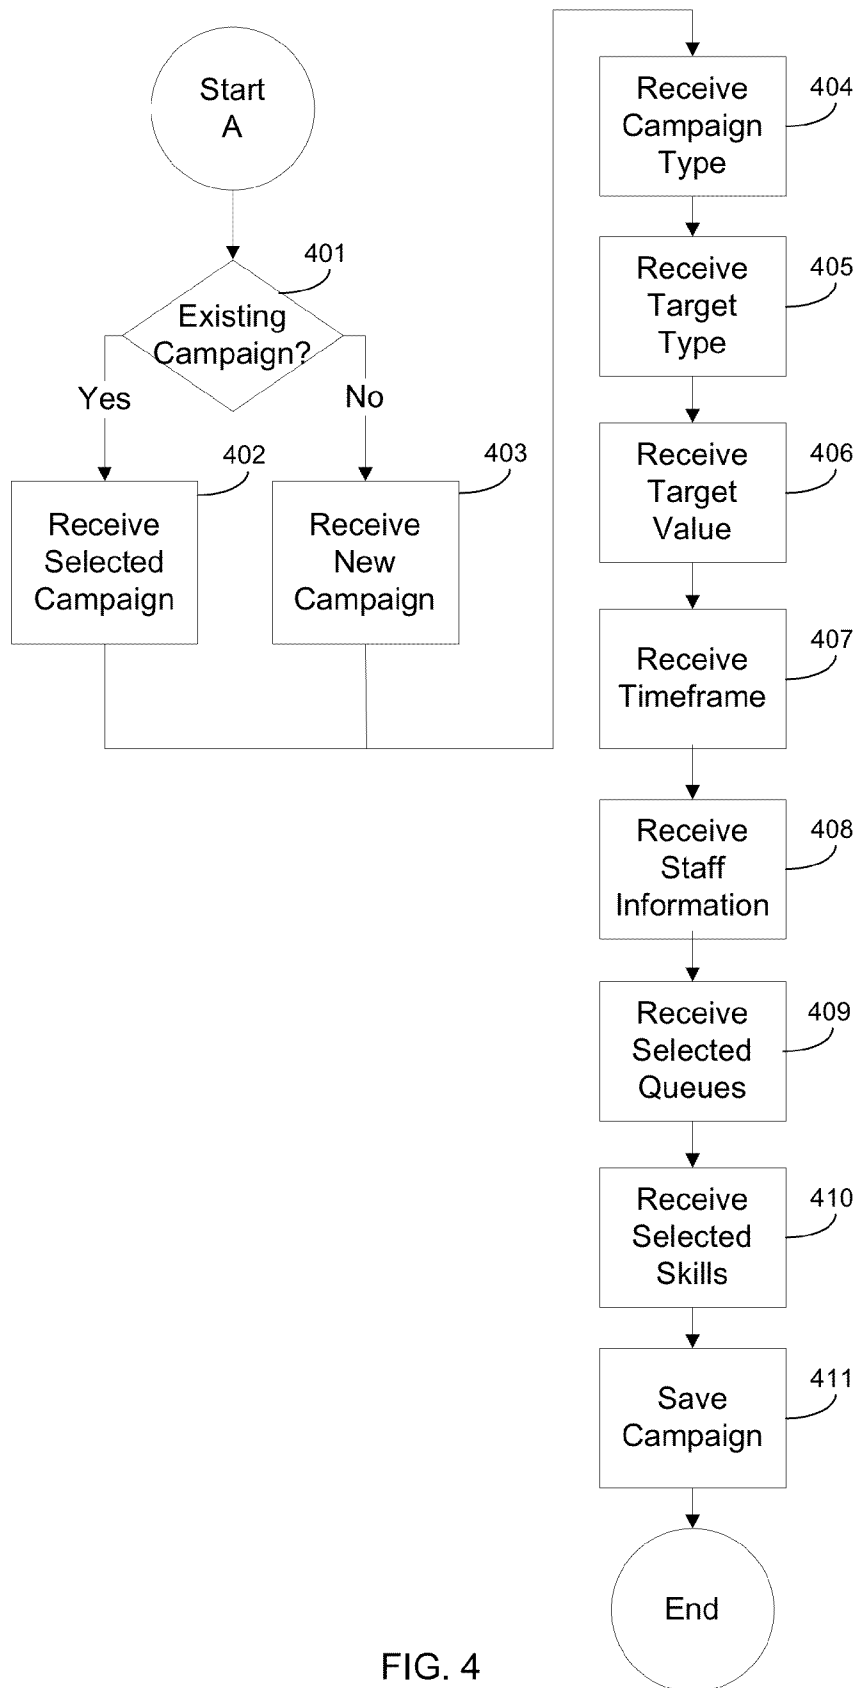 Start
A
401
Existing
Campaign?
Yes
No
402
Receive
Selected
Campaign
403
Receive
New
Campaign
404
Receive
Campaign
Type
405
Receive
Target
Type
406
Receive
Target
Value
407
Receive
Timeframe
408
Receive
Staff
Information
409
Receive
Selected
Queues
410
Receive
Selected
Skills
411
Save
Campaign
End
FIG. 4